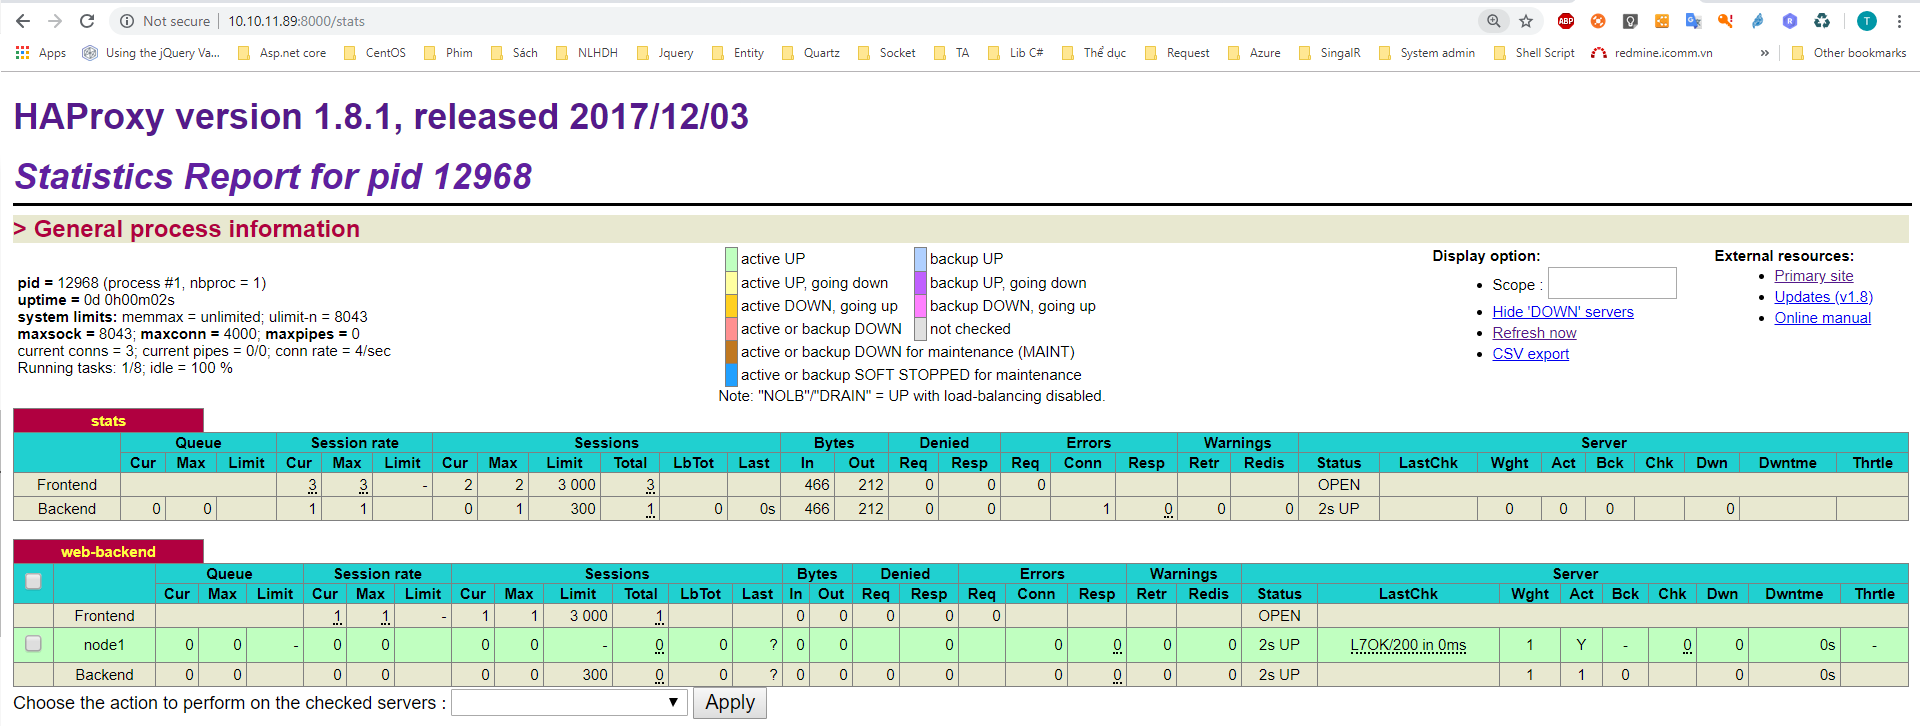 Not secure | 10.10.11.89:8000/stats
Apps Using the jQuery Va... Asp.net core CentOS Phim Sách NLHDH Jquery Entity Quartz Socket TA Lib C# Thể dục Request Azure SingalR System admin Shell Script redmine.icomm.vn » Other bookmarks
HAProxy version 1.8.1, released 2017/12/03
Statistics Report for pid 12968
> General process information
pid = 12968 (process #1, nbproc = 1)
uptime = 0d 0h00m02s
system limits: memmax = unlimited; ulimit-n = 8043
maxsock = 8043; maxconn = 4000; maxpipes = 0
current conns = 3; current pipes = 0/0; conn rate = 4/sec
Running tasks: 1/8; idle = 100 %
active UP backup UP
active UP, going down backup UP, going down
active DOWN, going up backup DOWN, going up
active or backup DOWN not checked
active or backup DOWN for maintenance (MAINT)
active or backup SOFT STOPPED for maintenance
Note: "NOLB"/"DRAIN" = UP with load-balancing disabled.
Display option:
Scope :
Hide 'DOWN' servers
Refresh now
CSV export
External resources:
Primary site
Updates (v1.8)
Online manual
stats
Queue Session rate Sessions Bytes Denied Errors Warnings Server
Cur Max Limit Cur Max Limit Cur Max Limit Total LbTot Last In Out Req Resp Req Conn Resp Retr Redis Status LastChk Wght Act Bck Chk Dwn Dwntme Thrtle
Frontend 3 3 - 2 2 3 000 3 466 212 0 0 0 OPEN
Backend 0 0 1 1 0 1 300 1 0 0s 466 212 0 0 1 0 0 0 2s UP 0 0 0 0
web-backend
Queue Session rate Sessions Bytes Denied Errors Warnings Server
Cur Max Limit Cur Max Limit Cur Max Limit Total LbTot Last In Out Req Resp Req Conn Resp Retr Redis Status LastChk Wght Act Bck Chk Dwn Dwntme Thrtle
Frontend 1 1 - 1 1 3 000 1 0 0 0 0 0 OPEN
node1 0 0 - 0 0 0 0 - 0 0 ? 0 0 0 0 0 0 0 2s UP L7OK/200 in 0ms 1 Y - 0 0 0s -
Backend 0 0 0 0 0 0 300 0 0 ? 0 0 0 0 0 0 0 0 2s UP 1 1 0 0 0s
Choose the action to perform on the checked servers : Apply